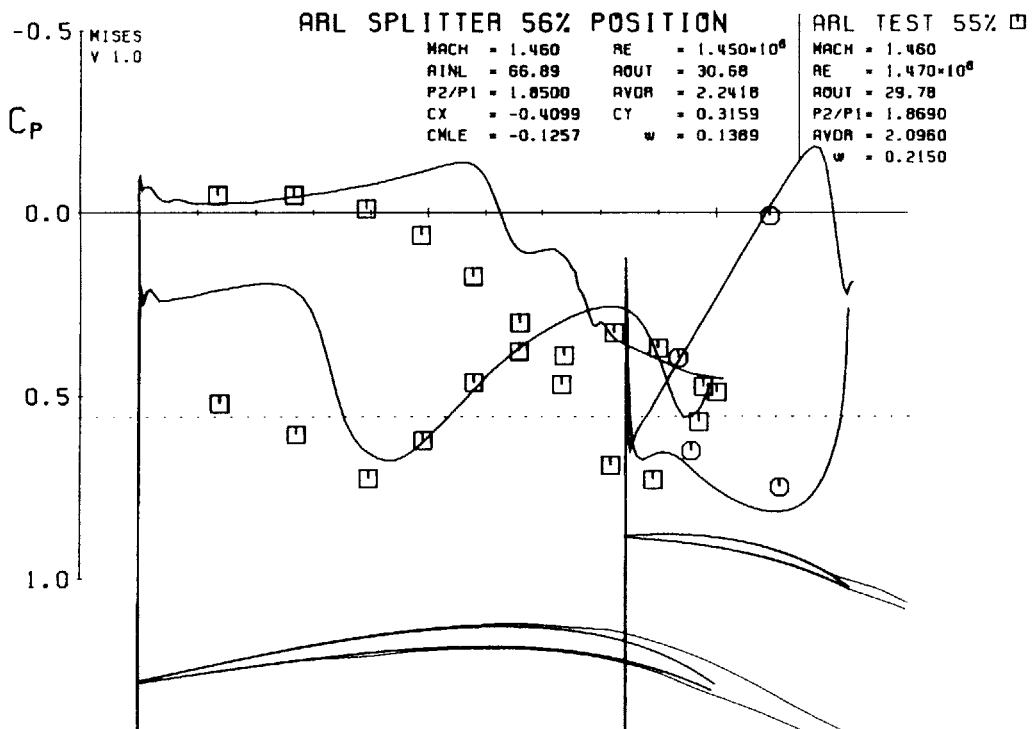 ARL SPLITTER 56% POSITION
ARL TEST 55%
MISES
V 1.0
MACH = 1.460 RE = 1.450×10⁶
AINL = 66.89 AOUT = 30.68
P2/P1 = 1.8500 AVDR = 2.2418
CX = -0.4099 CY = 0.3159
CMLE = -0.1257 ω = 0.1389
MACH = 1.460
RE = 1.470×10⁶
AOUT = 29.78
P2/P1= 1.8690
AVDR = 2.0960
ω = 0.2150
-0.5
CP
0.0
0.5
1.0